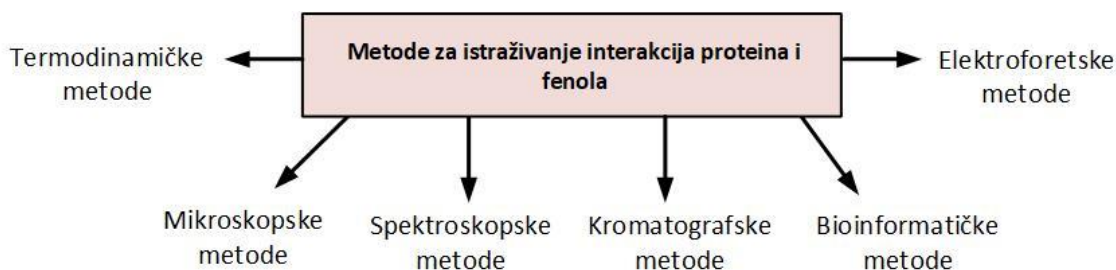 Metode za istraživanje interakcija proteina i
fenola
Termodinamičke
metode
Elektroforetske
metode
Mikroskopske
metode
Spektroskopske
metode
Kromatografske
metode
Bioinformatičke
metode